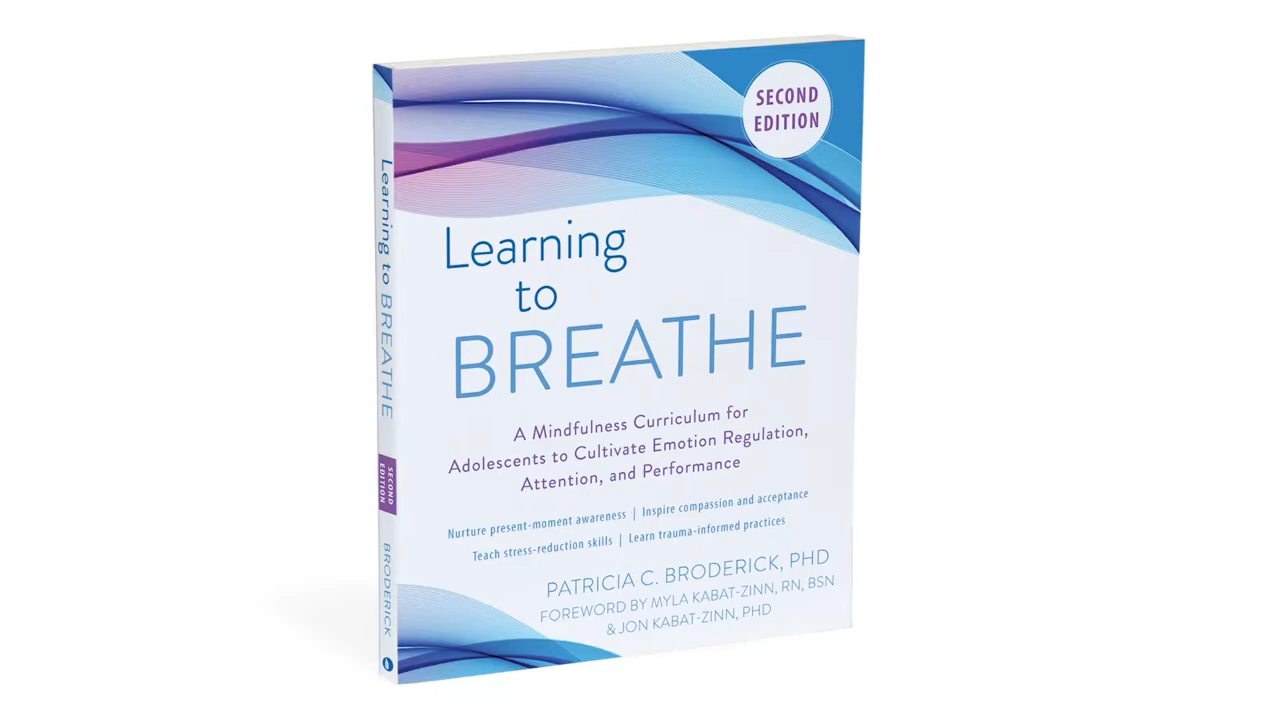 SECOND
EDITION
Learning
to
BREATHE
A Mindfulness Curriculum for
Adolescents to Cultivate Emotion Regulation,
Attention, and Performance
Nurture present-moment awareness | Inspire compassion and acceptance
Teach stress-reduction skills | Learn trauma-informed practices
PATRICIA C. BRODERICK, PHD
FOREWORD BY MYLA KABAT-ZINN, RN, BSN
& JON KABAT-ZINN, PHD
Learning to BREATHE
SECOND
EDITION
BRODERICK